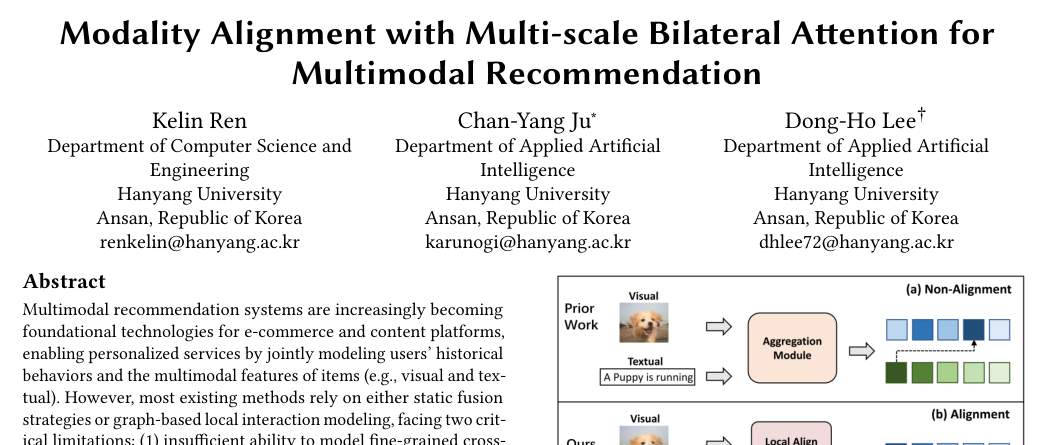 Modality Alignment with Multi-scale Bilateral Attention for
Multimodal Recommendation
Kelin Ren
Department of Computer Science and
Engineering
Hanyang University
Ansan, Republic of Korea
renkelin@hanyang.ac.kr
Chan-Yang Ju*
Department of Applied Artificial
Intelligence
Hanyang University
Ansan, Republic of Korea
karunogi@hanyang.ac.kr
Dong-Ho Lee†
Department of Applied Artificial
Intelligence
Hanyang University
Ansan, Republic of Korea
dhlee72@hanyang.ac.kr
Abstract
Multimodal recommendation systems are increasingly becoming
foundational technologies for e-commerce and content platforms,
enabling personalized services by jointly modeling users’ historical
behaviors and the multimodal features of items (e.g., visual and tex-
tual). However, most existing methods rely on either static fusion
strategies or graph-based local interaction modeling, facing two crit-
ical limitations: (1) insufficient ability to model fine-grained cross-
(a) Non-Alignment
Prior
Work
Visual
Textual
A Puppy is running
Aggregation
Module
(b) Alignment
Visual
Ours
Local Align